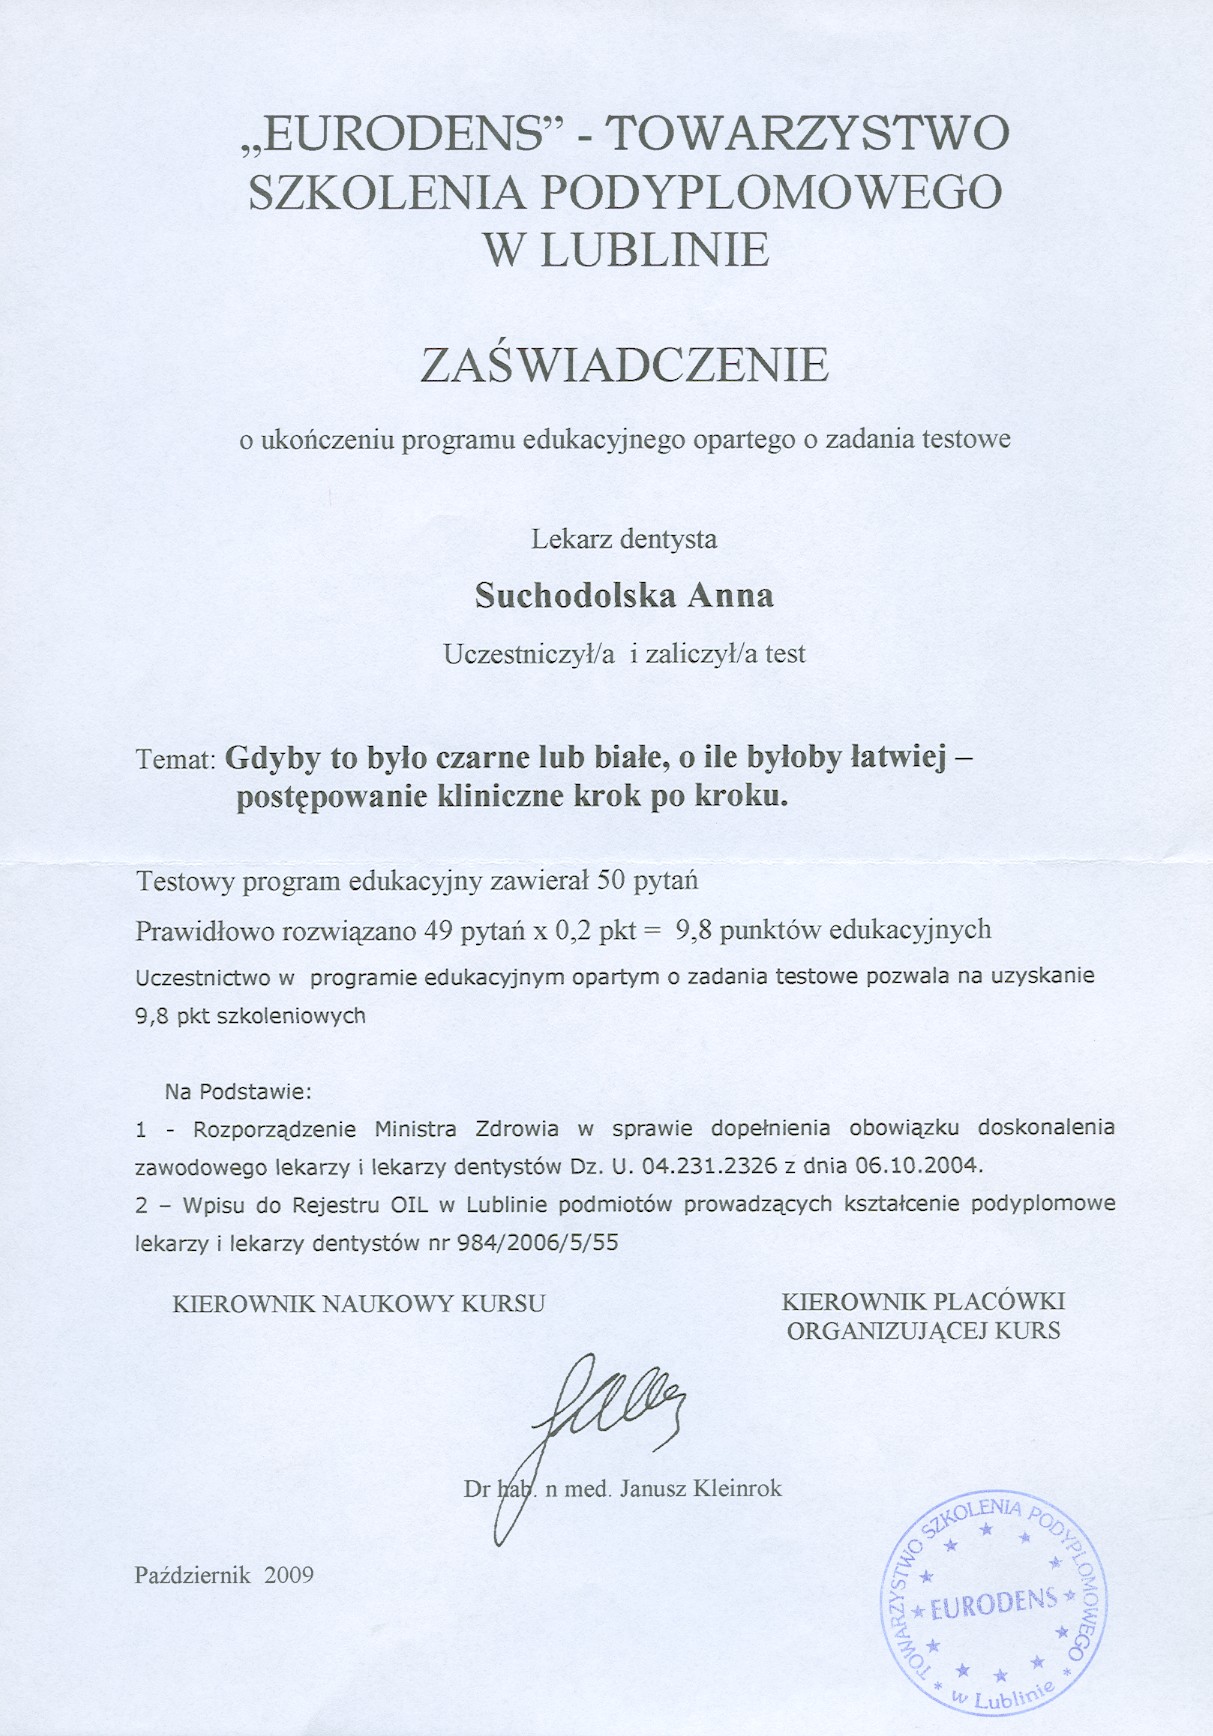 „EURODENS” - TOWARZYSTWO
SZKOLENIA PODYPLOMOWEGO
W LUBLINIE
ZAŚWIADCZENIE
o ukończeniu programu edukacyjnego opartego o zadania testowe
Lekarz dentysta
Suchodolska Anna
Uczestniczył/a i zaliczył/a test
Temat: Gdyby to było czarne lub białe, o ile byłoby łatwiej –
postępowanie kliniczne krok po kroku.
Testowy program edukacyjny zawierał 50 pytań
Prawidłowo rozwiązano 49 pytań x 0,2 pkt = 9,8 punktów edukacyjnych
Uczestnictwo w programie edukacyjnym opartym o zadania testowe pozwala na uzyskanie
9,8 pkt szkoleniowych
Na Podstawie:
1 - Rozporządzenie Ministra Zdrowia w sprawie dopełnienia obowiązku doskonalenia
zawodowego lekarzy i lekarzy dentystów Dz. U. 04.231.2326 z dnia 06.10.2004.
2 – Wpisu do Rejestru OIL w Lublinie podmiotów prowadzących kształcenie podyplomowe
lekarzy i lekarzy dentystów nr 984/2006/5/55
KIEROWNIK NAUKOWY KURSU
KIEROWNIK PLACÓWKI
ORGANIZUJĄCEJ KURS
Dr hab. n med. Janusz Kleinrok
Październik 2009
TOWARZYSTWO SZKOLENIA PODYPLOMOWEGO
EURODENS
w Lublinie